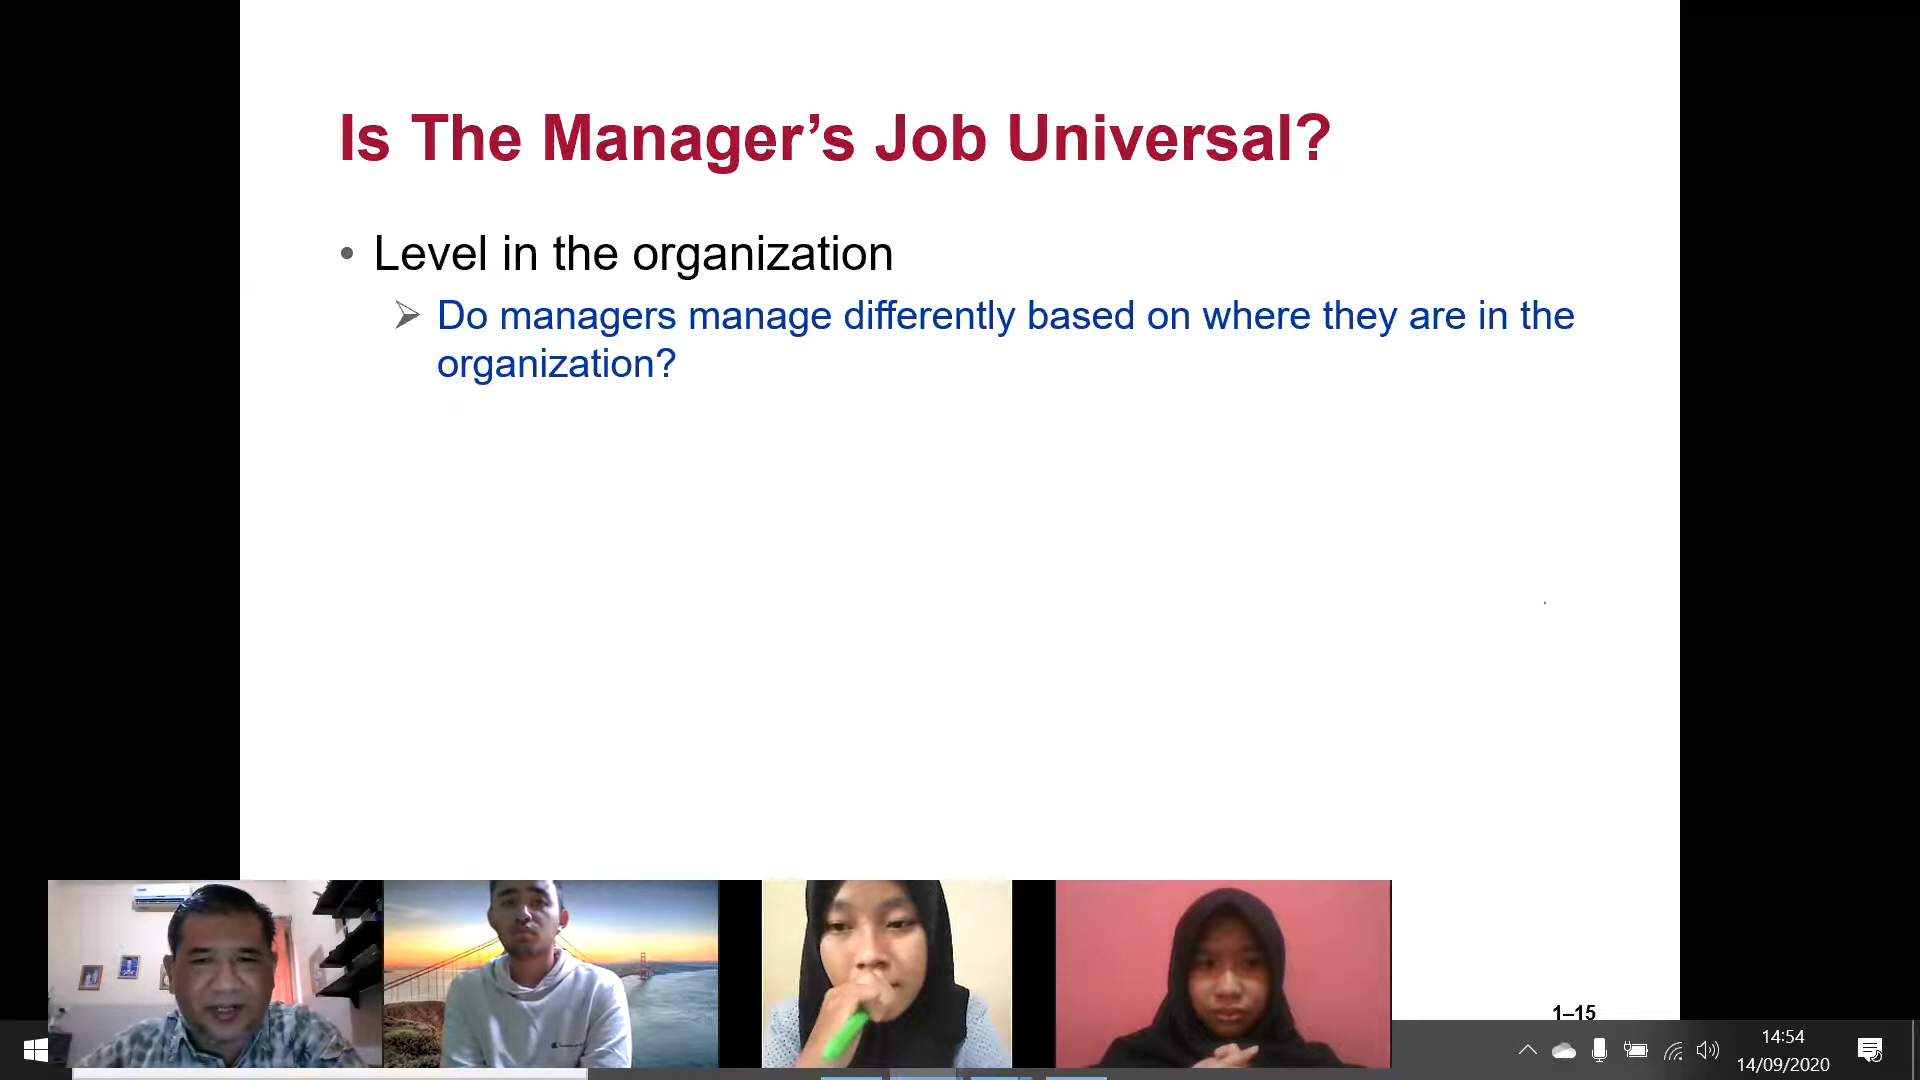 Is The Manager’s Job Universal?
• Level in the organization
➢ Do managers manage differently based on where they are in the
organization?
1–15
14:54
14/09/2020